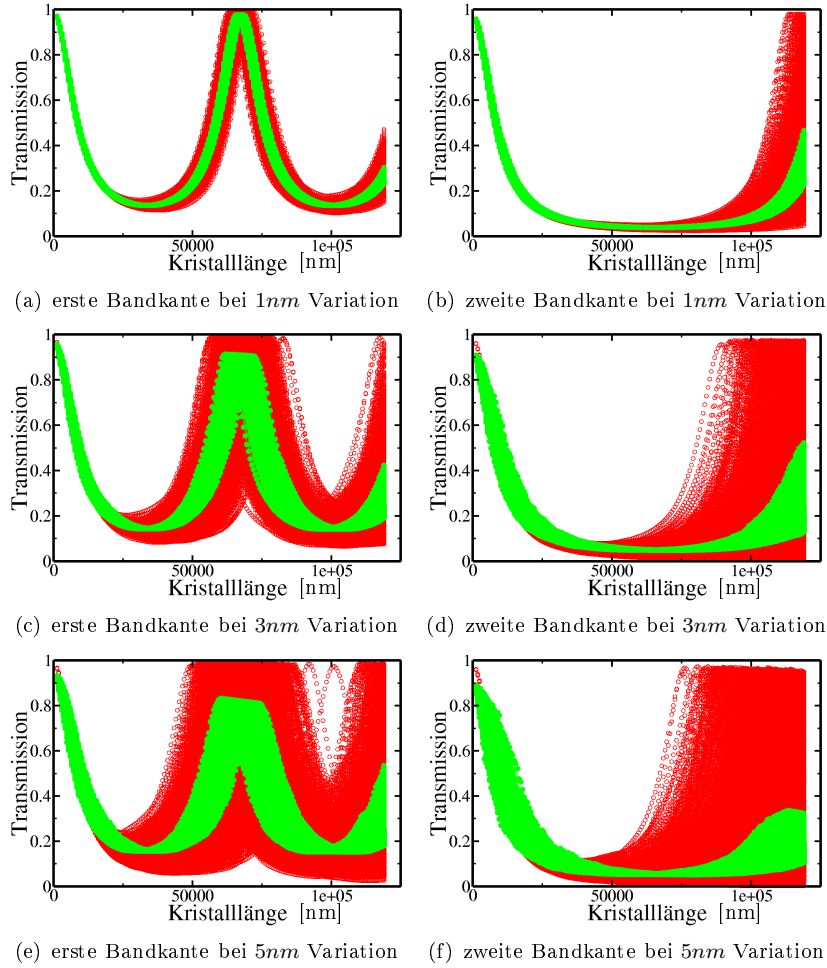 1
0.8
0.6
0.4
0.2
0
Transmission
0 50000 1e+05
Kristalllänge [nm]
(a) erste Bandkante bei 1nm Variation
1
0.8
0.6
0.4
0.2
0
Transmission
0 50000 1e+05
Kristalllänge [nm]
(b) zweite Bandkante bei 1nm Variation
1
0.8
0.6
0.4
0.2
0
Transmission
0 50000 1e+05
Kristalllänge [nm]
(c) erste Bandkante bei 3nm Variation
1
0.8
0.6
0.4
0.2
0
Transmission
0 50000 1e+05
Kristalllänge [nm]
(d) zweite Bandkante bei 3nm Variation
1
0.8
0.6
0.4
0.2
0
Transmission
0 50000 1e+05
Kristalllänge [nm]
(e) erste Bandkante bei 5nm Variation
1
0.8
0.6
0.4
0.2
0
Transmission
0 50000 1e+05
Kristalllänge [nm]
(f) zweite Bandkante bei 5nm Variation